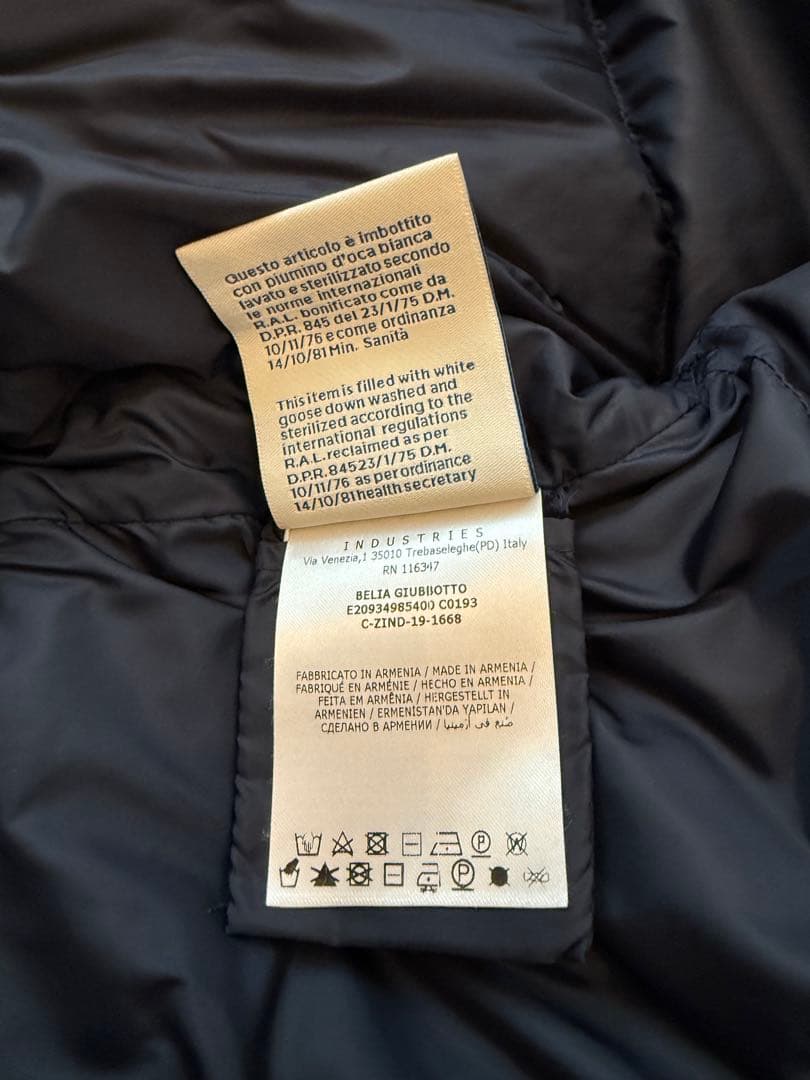 Questo articolo è imbottito
con piumino d'oca bianca
lavato e sterilizzato secondo
le norme internazionali
R.A.L. bonificato come da
D.P.R. 845 del 23/1/75 D.M.
10/11/76 e come ordinanza
14/10/81 Min. Sanità
This item is filled with white
goose down washed and
sterilized according to the
international regulations
R.A.L. reclaimed as per
D.P.R. 84523/1/75 D.M.
10/11/76 as per ordinance
14/10/81 health secretary
INDUSTRIES
Via Venezia,1 35010 Trebaseleghe(PD) Italy
RN 116347
BELIA GIUBBOTTO
E20934985400 C0193
C-ZIND-19-1668
FABBRICATO IN ARMENIA / MADE IN ARMENIA /
FABRIQUÉ EN ARMÉNIE / HECHO EN ARMENIA /
FEITA EM ARMÊNIA / HERGESTELLT IN
ARMENIEN / ERMENISTAN'DA YAPILAN /
СДЕЛАНО В АРМЕНИИ / صُنع في أرمينيا
P W
P